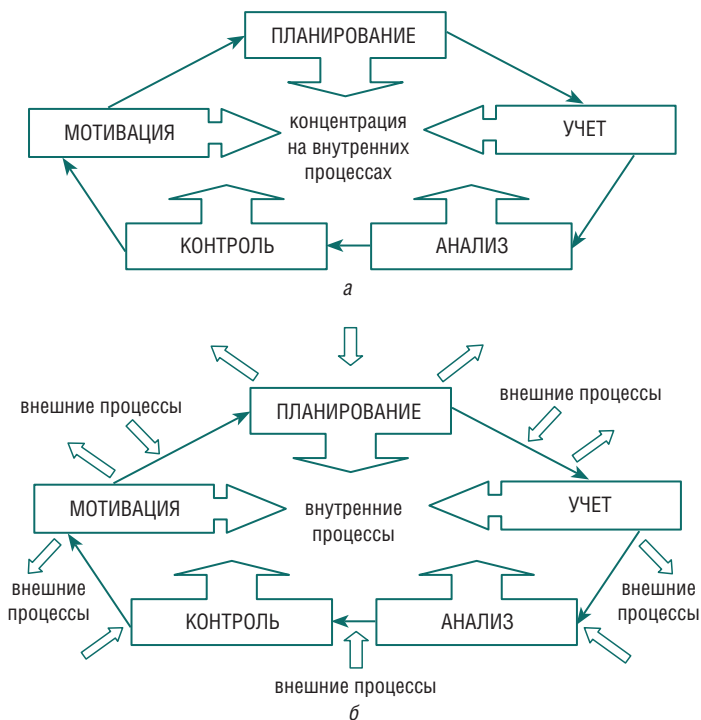 ПЛАНИРОВАНИЕ
МОТИВАЦИЯ
концентрация
на внутренних
процессах
УЧЕТ
КОНТРОЛЬ
АНАЛИЗ
а
внешние процессы
ПЛАНИРОВАНИЕ
внешние процессы
МОТИВАЦИЯ
внутренние
процессы
УЧЕТ
внешние
процессы
КОНТРОЛЬ
АНАЛИЗ
внешние
процессы
внешние процессы
б